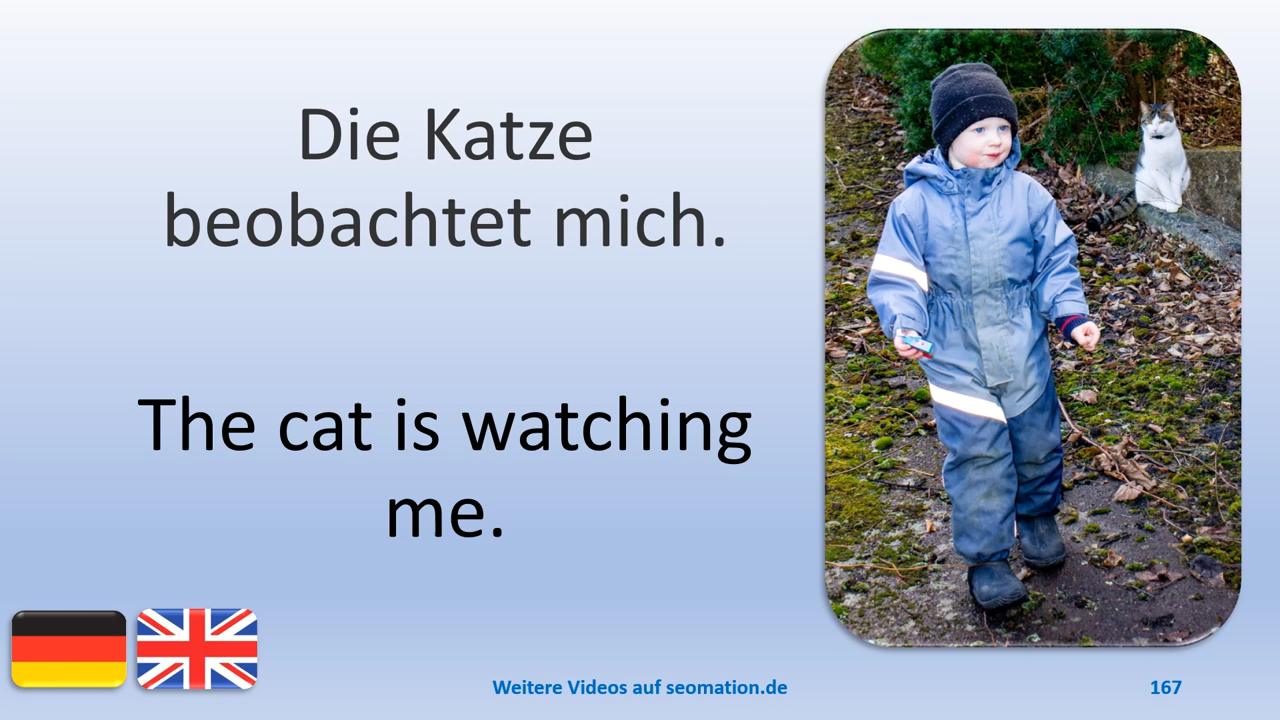 Die Katze
beobachtet mich.
The cat is watching
me.
Weitere Videos auf seomation.de
167